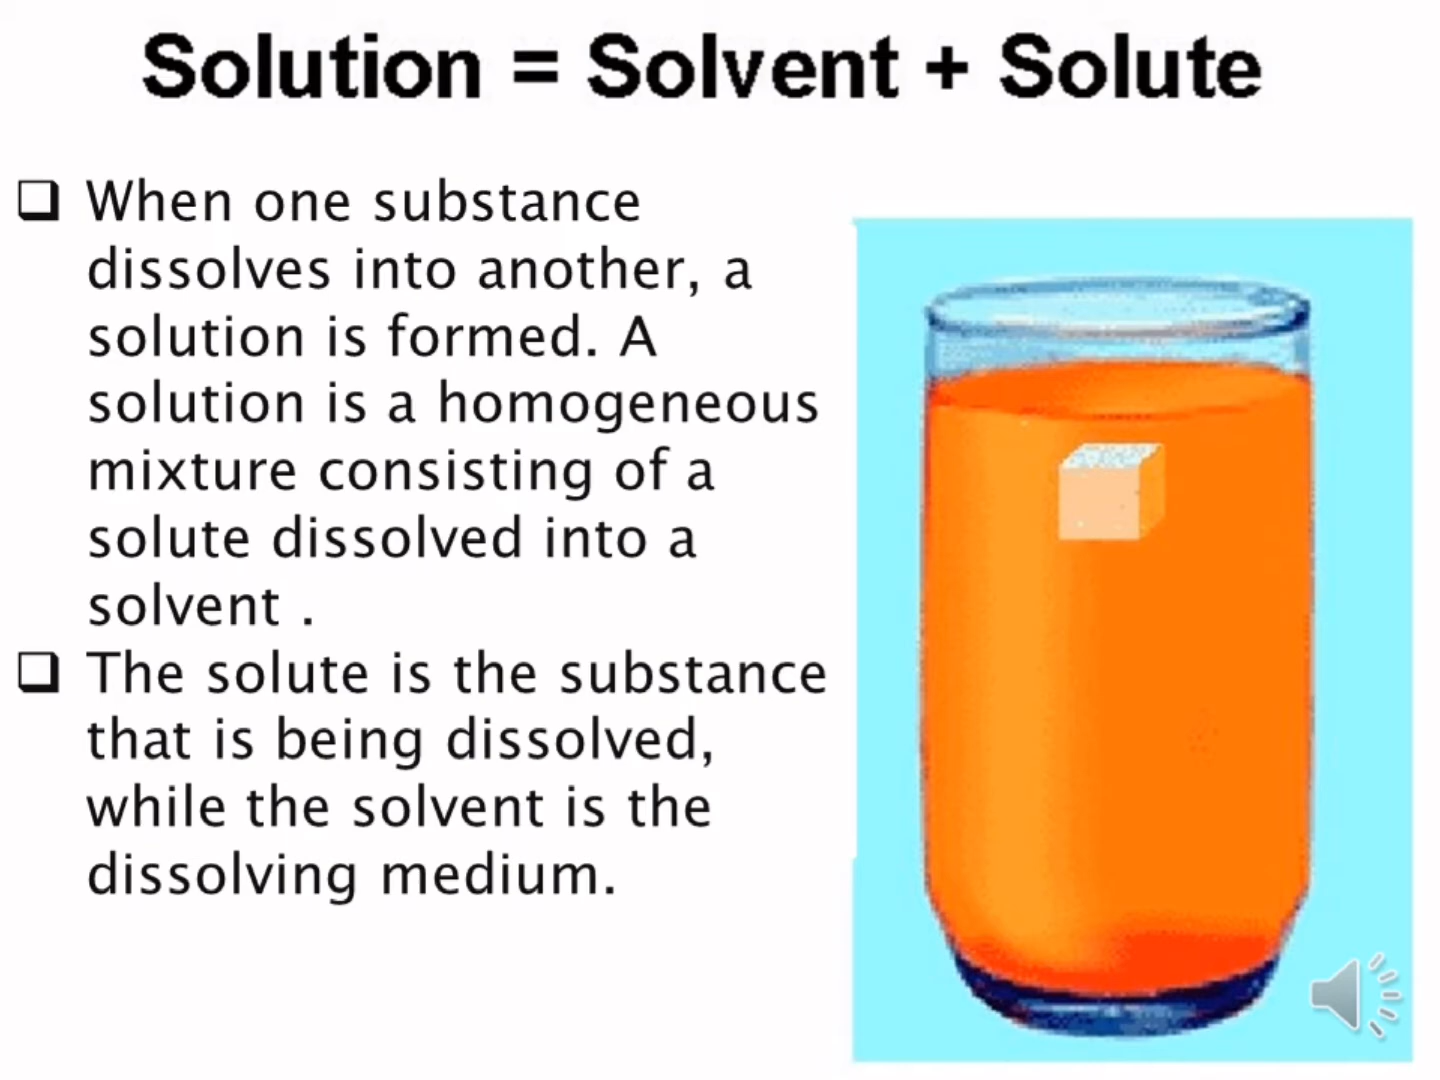 Solution = Solvent + Solute
When one substance
dissolves into another, a
solution is formed. A
solution is a homogeneous
mixture consisting of a
solute dissolved into a
solvent .
The solute is the substance
that is being dissolved,
while the solvent is the
dissolving medium.